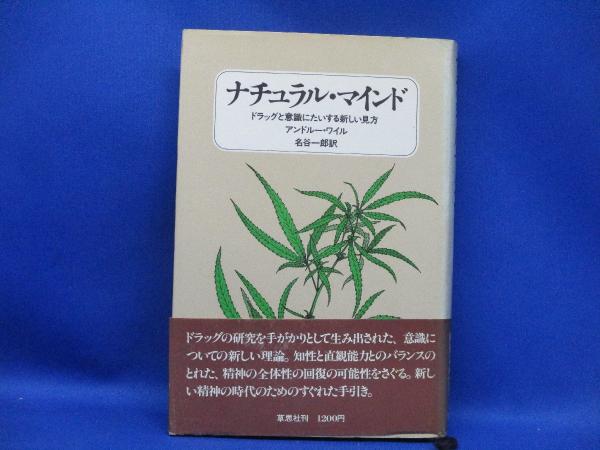 ナチュラル・マインド
ドラッグと意識にたいする新しい見方
アンドルー・ワイル
名谷一郎訳
ドラッグの研究を手がかりとして生み出された、意識に
ついての新しい理論。知性と直観能力とのバランスの
とれた、精神の全体性の回復の可能性をさぐる。新し
い精神の時代のためのすぐれた手引き。
草思社刊 1200円